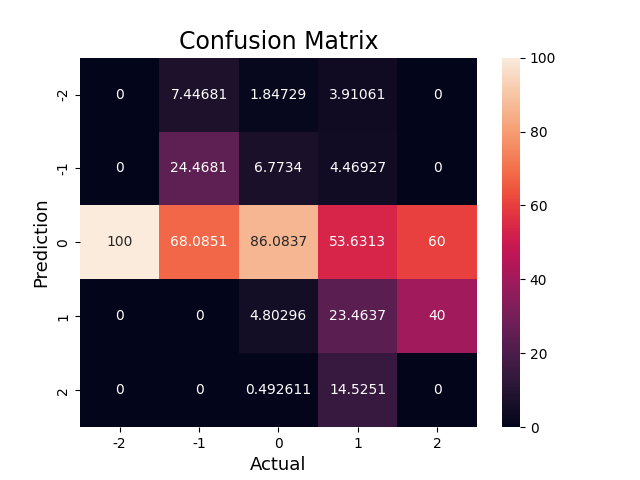 Confusion Matrix
-2 0 7.44681 1.84729 3.91061 0
-1 0 24.4681 6.7734 4.46927 0
0 100 68.0851 86.0837 53.6313 60
1 0 0 4.80296 23.4637 40
2 0 0 0.492611 14.5251 0
-2 -1 0 1 2
Prediction
Actual
100
80
60
40
20
0